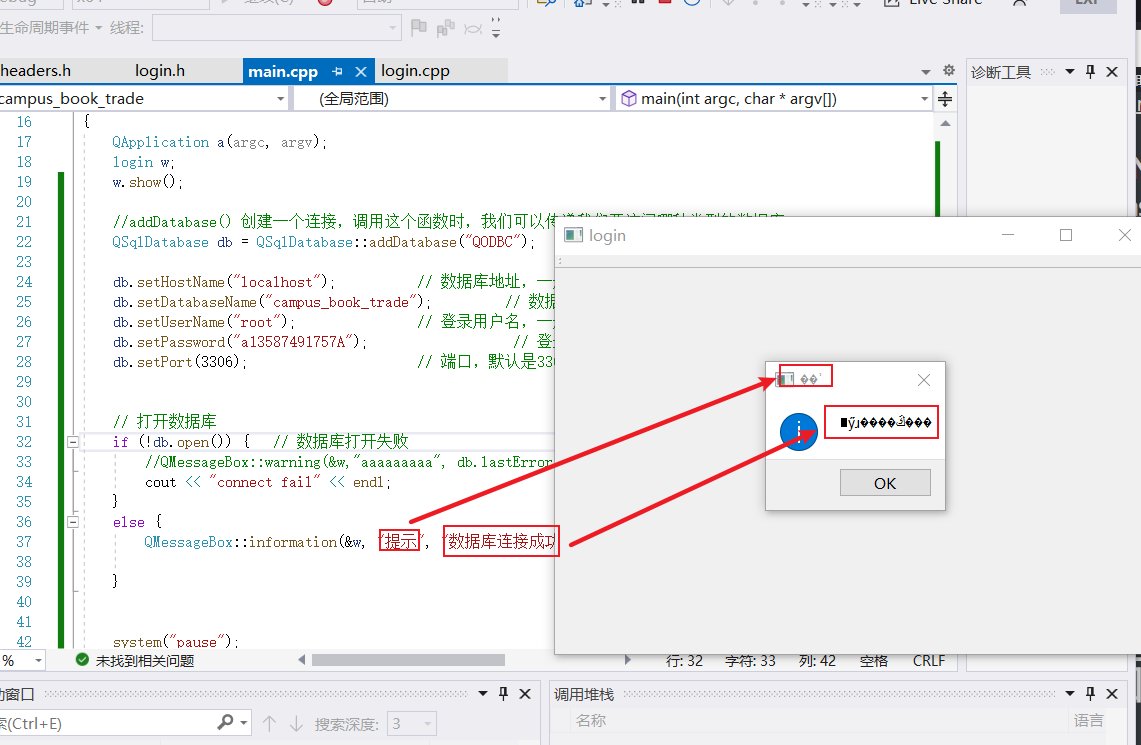 生命周期事件 线程:
headers.h login.h main.cpp login.cpp
诊断工具
campus_book_trade (全局范围) main(int argc, char * argv[])
16 {
17 QApplication a(argc, argv);
18 login w;
19 w.show();
20
21 //addDatabase() 创建一个连接，调用这个函数时，我们可以传递我们要访问哪种类型的数据库
22 QSqlDatabase db = QSqlDatabase::addDatabase("QODBC");
23
24 db.setHostName("localhost"); // 数据库地址，一
25 db.setDatabaseName("campus_book_trade"); // 数据
26 db.setUserName("root"); // 登录用户名，一
27 db.setPassword("a13587491757A"); // 登
28 db.setPort(3306); // 端口，默认是330
29
30
31 // 打开数据库
32 if (!db.open()) { // 数据库打开失败
33 //QMessageBox::warning(&w,"aaaaaaaaa", db.lastError
34 cout << "connect fail" << endl;
35 }
36 else {
37 QMessageBox::information(&w, "提示", "数据库连接成功
38
39 }
40
41
42 system("pause");
login
OK
% 未找到相关问题 行: 32 字符: 33 列: 42 空格 CRLF
动窗口 调用堆栈
索(Ctrl+E) 搜索深度: 3 名称 语言